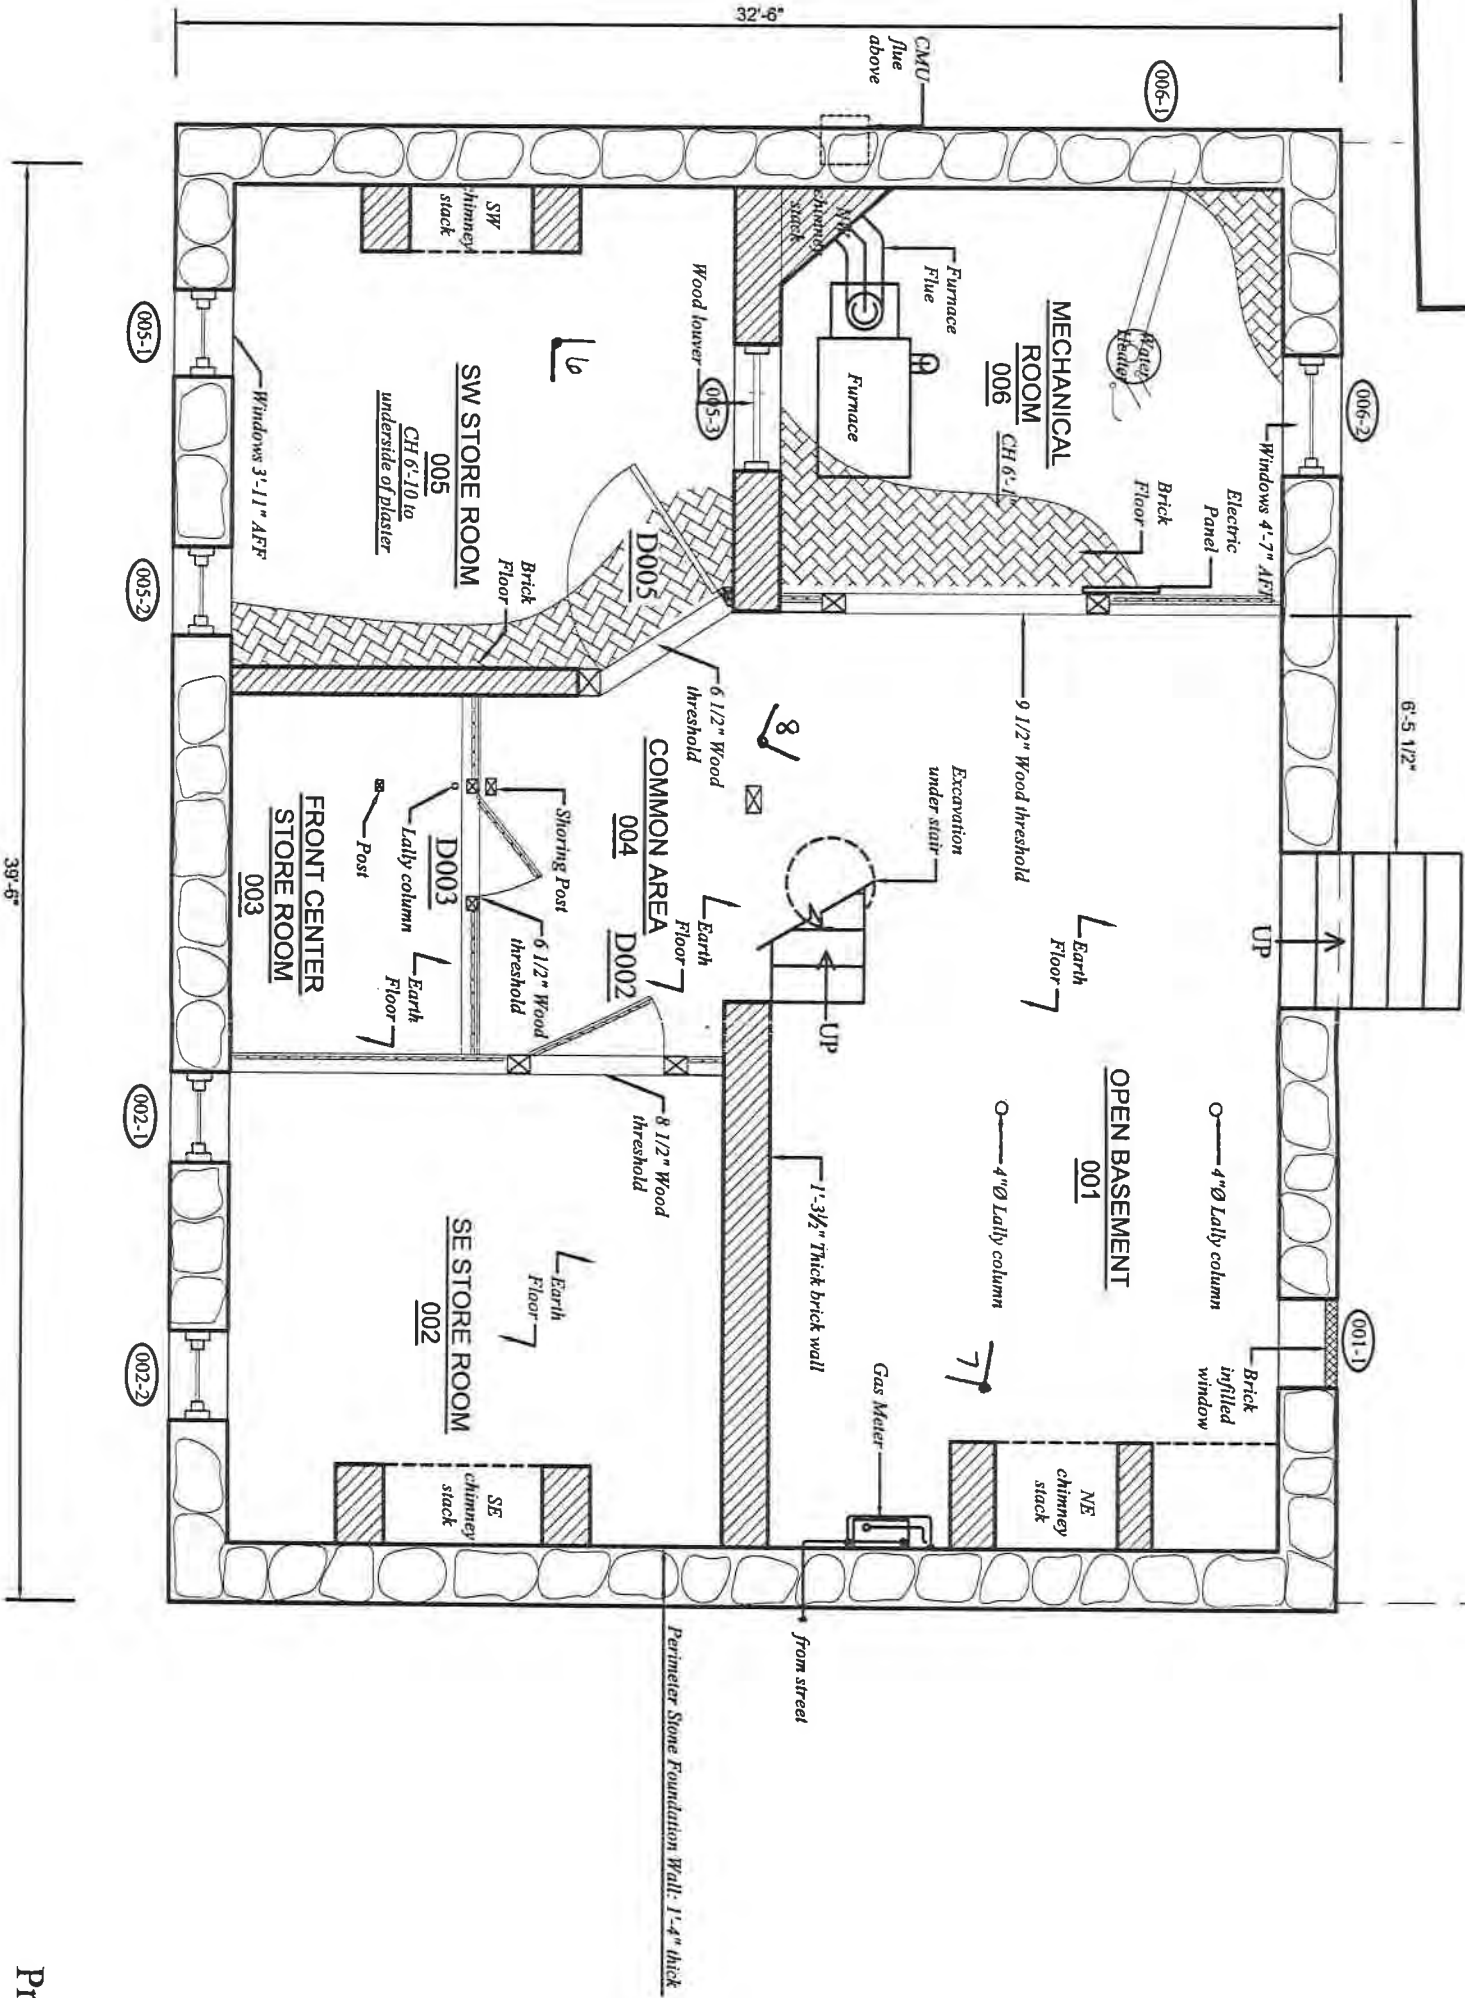 32'-6"
CMU
flue
above
006-1
006-2
6'-5 1/2"
UP
001-1
Windows 4'-7" AFF
Electric
Panel
Brick
Floor
Water
Heater
MECHANICAL
ROOM
006
CH 6'-1"
Furnace
Flue
Furnace
chimney
stack
Wood louver
005-3
9 1/2" Wood threshold
Earth
Floor
OPEN BASEMENT
001
4"Ø Lally column
4"Ø Lally column
Brick
infilled
window
7
NE
chimney
stack
Gas Meter
from street
1'-3½" Thick brick wall
Excavation
under stair
UP
8
6 1/2" Wood
threshold
COMMON AREA
004
Earth
Floor
D002
8 1/2" Wood
threshold
Shoring Post
6 1/2" Wood
threshold
D003
Lally column
Post
Earth
Floor
FRONT CENTER
STORE ROOM
003
SW
chimney
stack
6
D005
SW STORE ROOM
005
CH 6'-10 to
underside of plaster
Brick
Floor
Windows 3'-11" AFF
005-1
005-2
Earth
Floor
SE STORE ROOM
002
SE
chimney
stack
002-1
002-2
Perimeter Stone Foundation Wall: 1'-4" thick
39'-6"